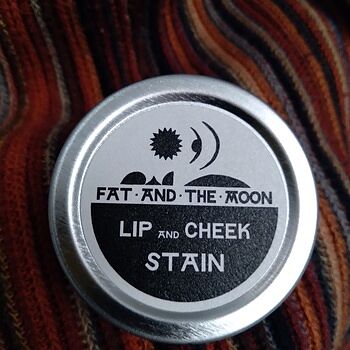 FAT · AND · THE · MOON
LIP AND CHEEK
STAIN